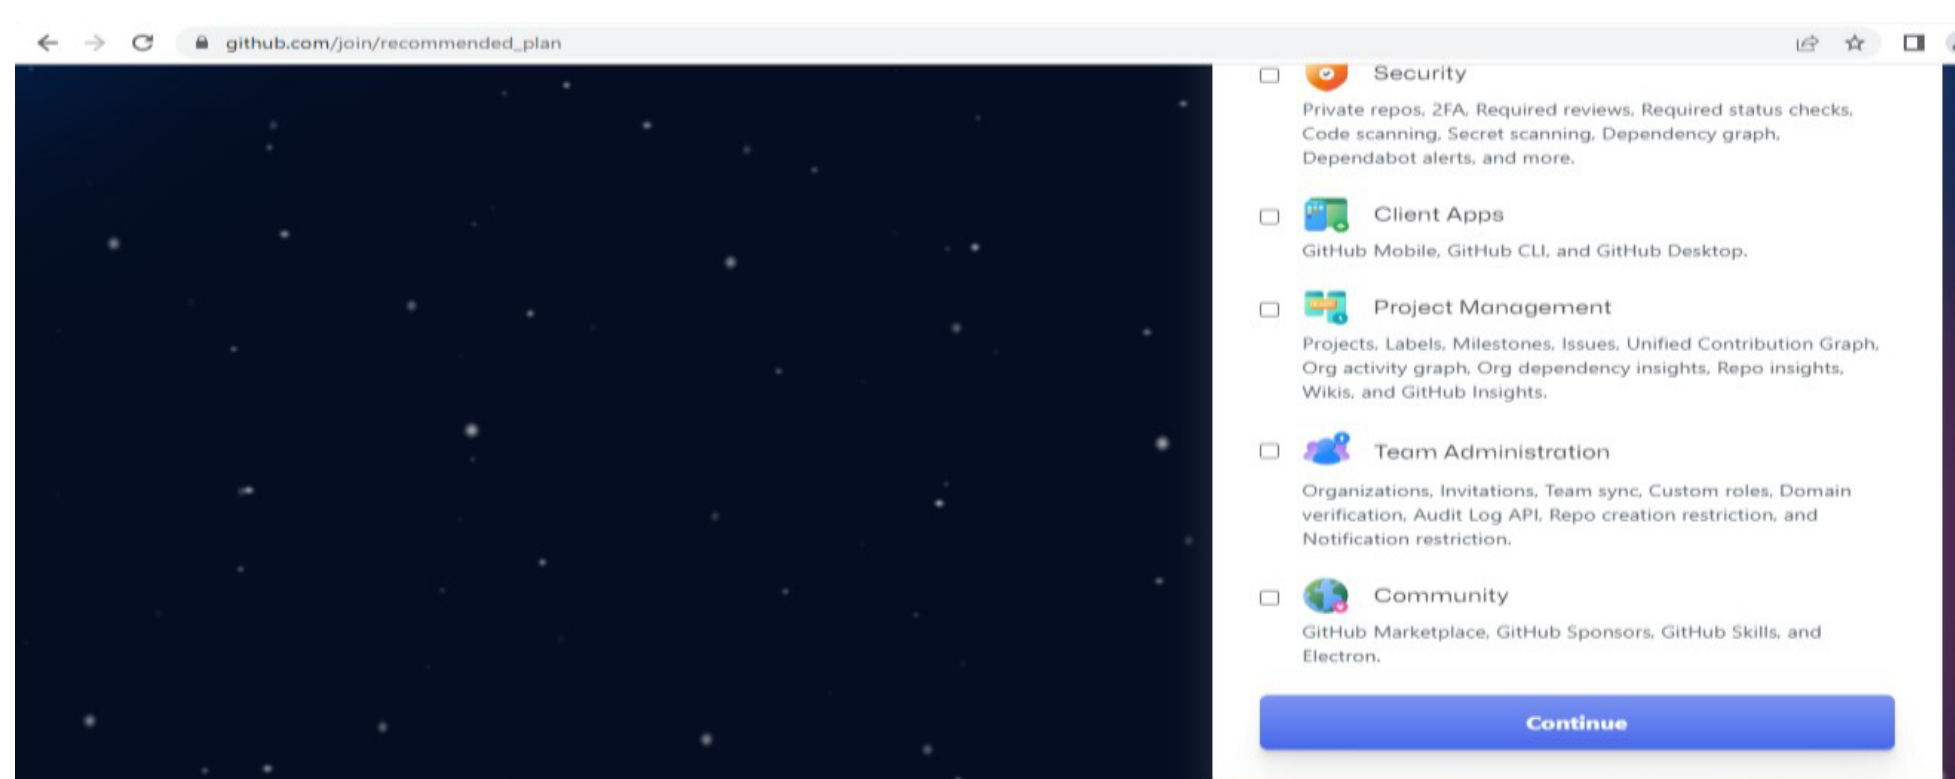 github.com/join/recommended_plan
Security
Private repos, 2FA, Required reviews, Required status checks,
Code scanning, Secret scanning, Dependency graph,
Dependabot alerts, and more.
Client Apps
GitHub Mobile, GitHub CLI, and GitHub Desktop.
Project Management
Projects, Labels, Milestones, Issues, Unified Contribution Graph,
Org activity graph, Org dependency insights, Repo insights,
Wikis, and GitHub Insights.
Team Administration
Organizations, Invitations, Team sync, Custom roles, Domain
verification, Audit Log API, Repo creation restriction, and
Notification restriction.
Community
GitHub Marketplace, GitHub Sponsors, GitHub Skills, and
Electron.
Continue